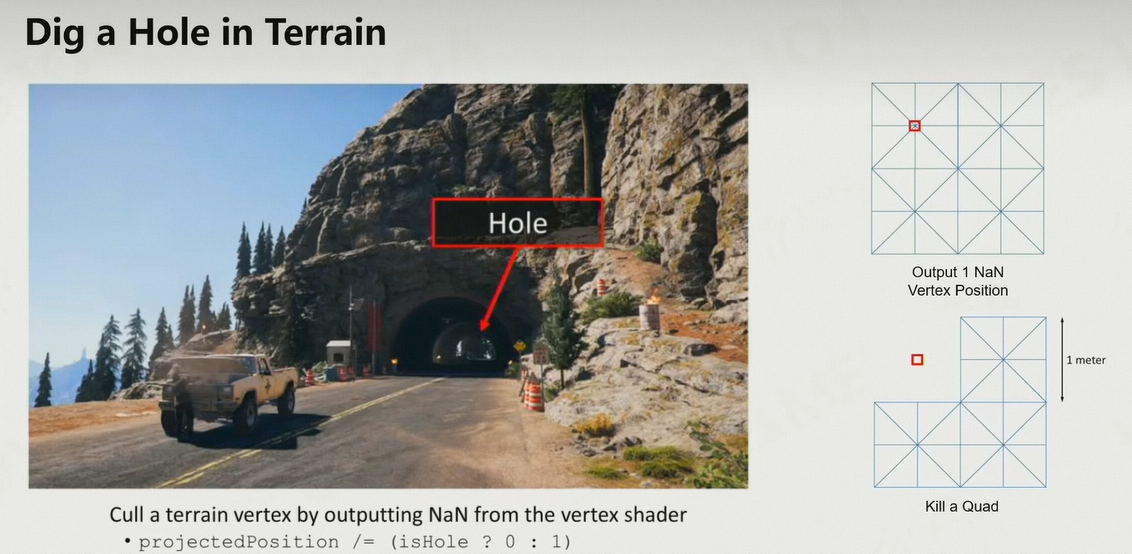 Dig a Hole in Terrain
Hole
Output 1 NaN
Vertex Position
1 meter
Kill a Quad
Cull a terrain vertex by outputting NaN from the vertex shader
• projectedPosition /= (isHole ? 0 : 1)